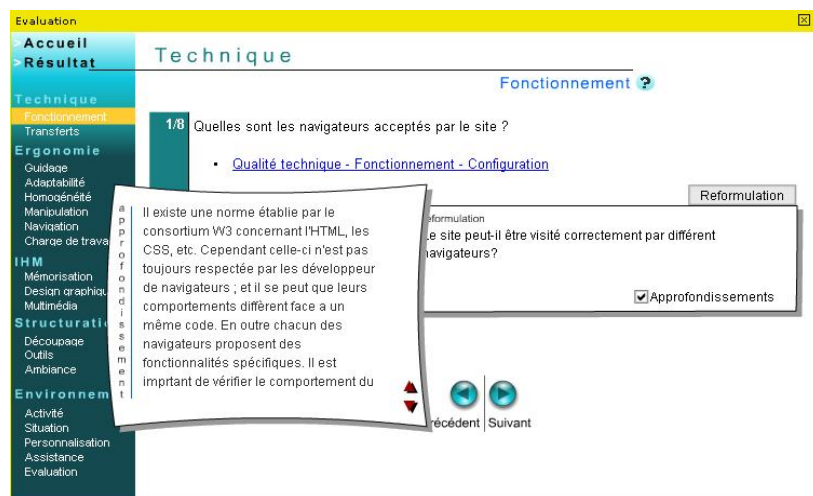 Evaluation
>Accueil
>Résultat
Technique
Fonctionnement
Transferts
Ergonomie
Guidage
Adaptabilité
Homogénéité
Manipulation
Navigation
Charge de trava
IHM
Mémorisation
Design graphiqu
Multimédia
Structurati
Découpage
Outils
Ambiance
Environnem
Activité
Situation
Personnalisation
Assistance
Evaluation
Technique
Fonctionnement ?
1/8 Quelles sont les navigateurs acceptés par le site ?
• Qualité technique - Fonctionnement - Configuration
Reformulation
eformulation
Le site peut-il être visité correctement par différent
navigateurs?
Approfondissements
approfondissement
Il existe une norme établie par le
consortium W3 concernant l'HTML, les
CSS, etc. Cependant celle-ci n'est pas
toujours respectée par les développeur
de navigateurs ; et il se peut que leurs
comportements diffèrent face a un
même code. En outre chacun des
navigateurs proposent des
fonctionnalités spécifiques. Il est
imprtant de vérifier le comportement du
récédent Suivant